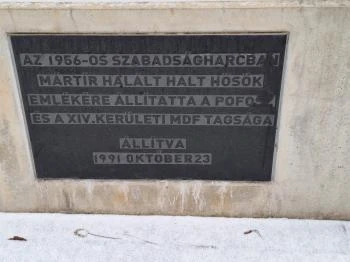 AZ 1956-OS SZABADSÁGHARCBAN
MÁRTÍR HALÁLT HALT HŐSÖK
EMLÉKÉRE ÁLLÍTATTA A POFOSZ
ÉS A XIV. KERÜLETI MDF TAGSÁGA
ÁLLÍTVA
1991 OKTÓBER 23